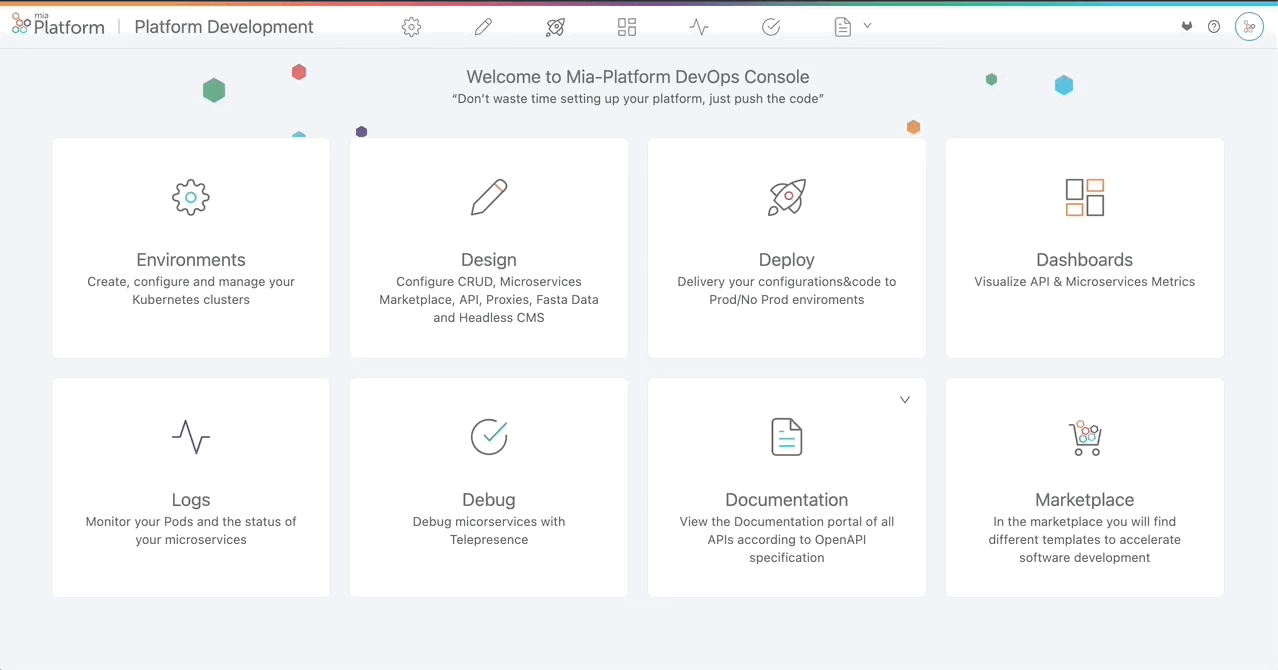 mia
Platform
Platform Development
Welcome to Mia-Platform DevOps Console
“Don't waste time setting up your platform, just push the code”
Environments
Create, configure and manage your
Kubernetes clusters
Design
Configure CRUD, Microservices
Marketplace, API, Proxies, Fasta Data
and Headless CMS
Deploy
Delivery your configurations&code to
Prod/No Prod enviroments
Dashboards
Visualize API & Microservices Metrics
Logs
Monitor your Pods and the status of
your microservices
Debug
Debug micorservices with
Telepresence
Documentation
View the Documentation portal of all
APIs according to OpenAPI
specification
Marketplace
In the marketplace you will find
different templates to accelerate
software development